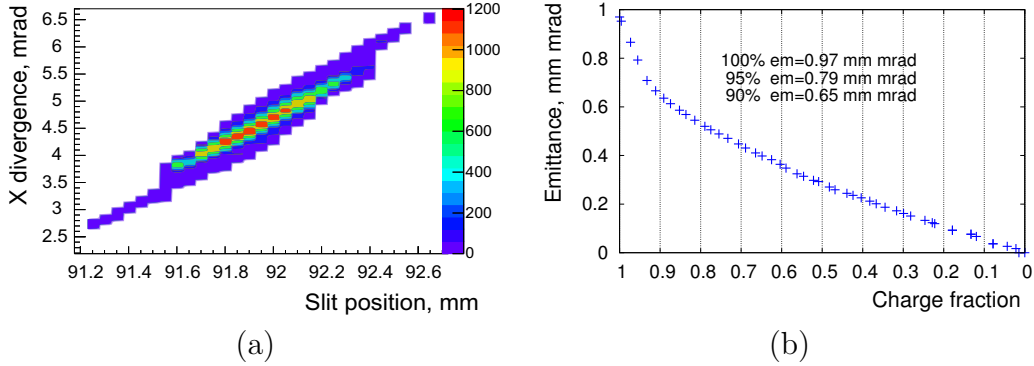 X divergence, mrad
6.5
6
5.5
5
4.5
4
3.5
3
2.5
91.2 91.4 91.6 91.8 92 92.2 92.4 92.6
Slit position, mm
1200
1000
800
600
400
200
0
(a)
Emittance, mm mrad
1
0.8
0.6
0.4
0.2
0
100% em=0.97 mm mrad
95% em=0.79 mm mrad
90% em=0.65 mm mrad
1 0.9 0.8 0.7 0.6 0.5 0.4 0.3 0.2 0.1 0
Charge fraction
(b)